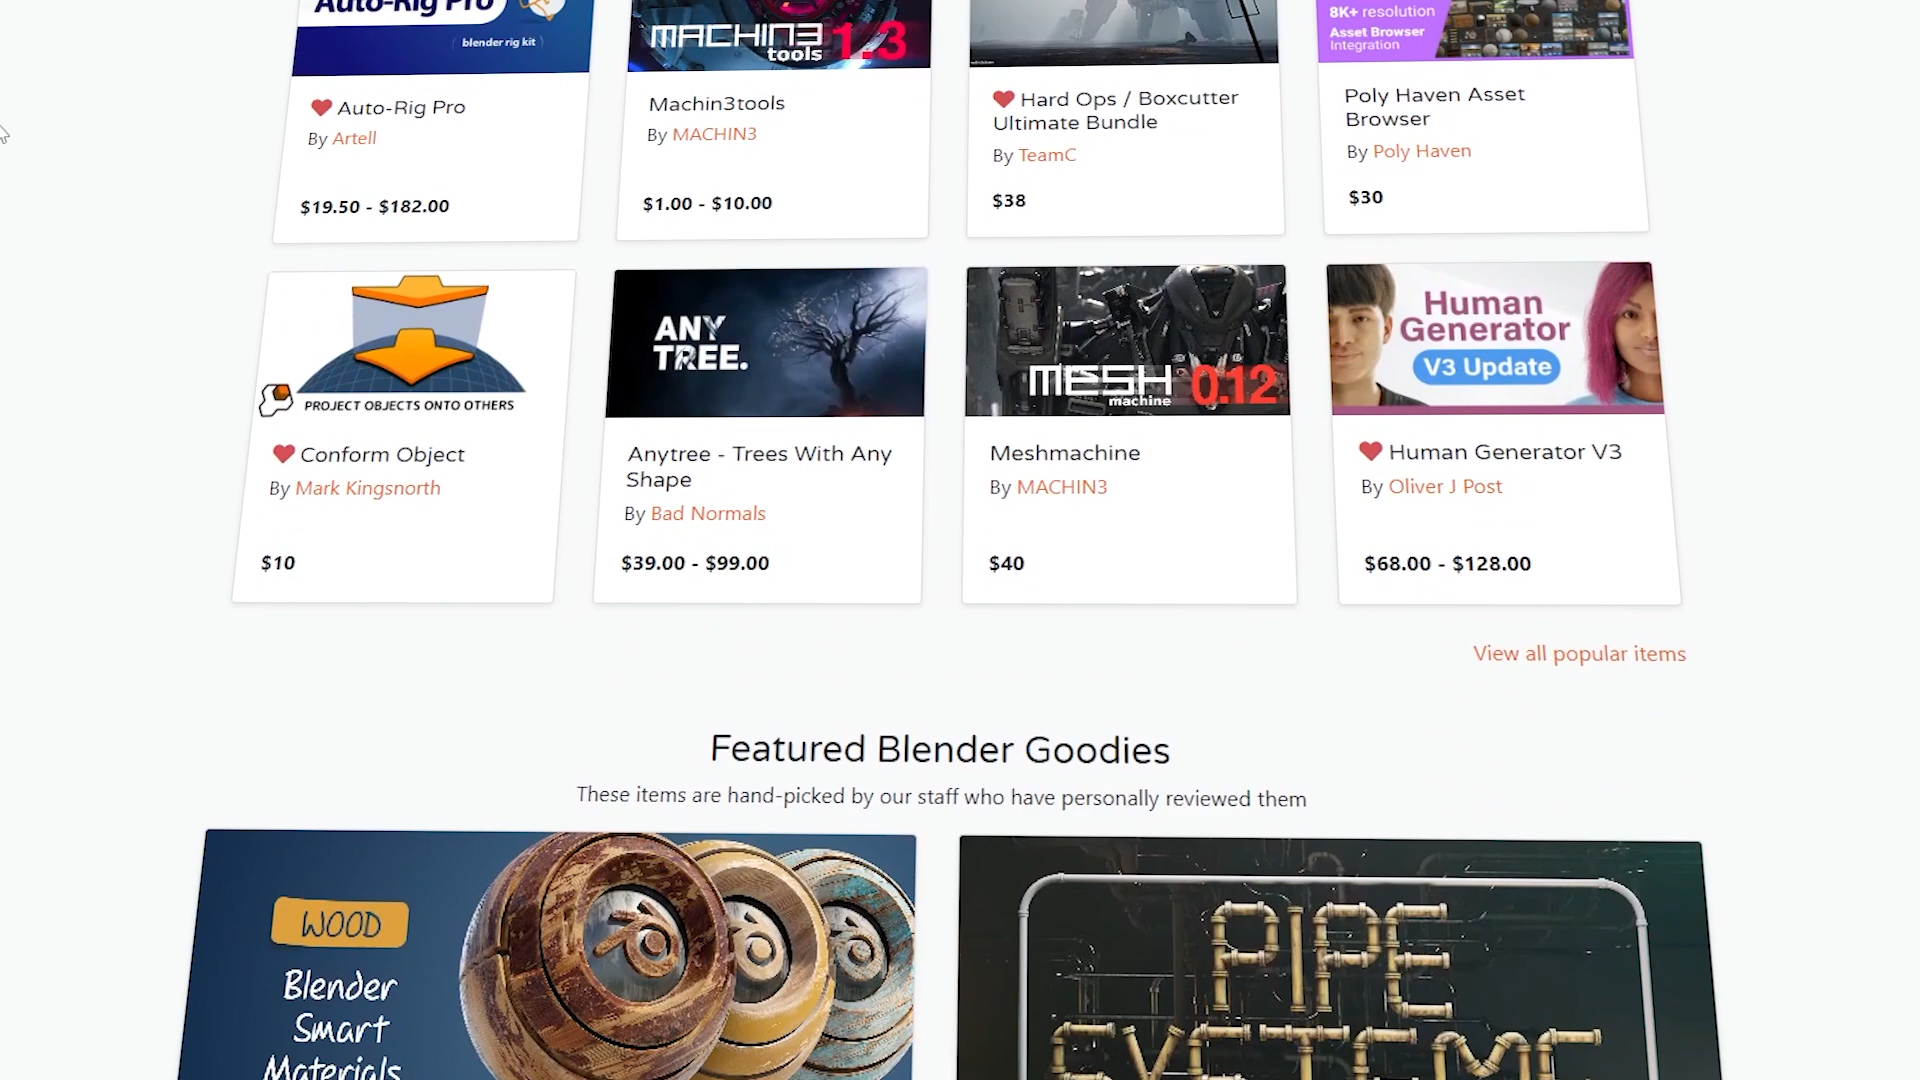 Auto-Rig Pro
blender rig kit
MACHIN3
tools
1.3
8K+ resolution
Asset Browser
Integration
Auto-Rig Pro
By Artell
$19.50 - $182.00
Machin3tools
By MACHIN3
$1.00 - $10.00
Hard Ops / Boxcutter
Ultimate Bundle
By TeamC
$38
Poly Haven Asset
Browser
By Poly Haven
$30
PROJECT OBJECTS ONTO OTHERS
ANY
TREE.
MESH
machine
0.12
Human
Generator
V3 Update
Conform Object
By Mark Kingsnorth
$10
Anytree - Trees With Any
Shape
By Bad Normals
$39.00 - $99.00
Meshmachine
By MACHIN3
$40
Human Generator V3
By Oliver J Post
$68.00 - $128.00
View all popular items
Featured Blender Goodies
These items are hand-picked by our staff who have personally reviewed them
WOOD
Blender
Smart
Materials
PIPE
SYSTEMS